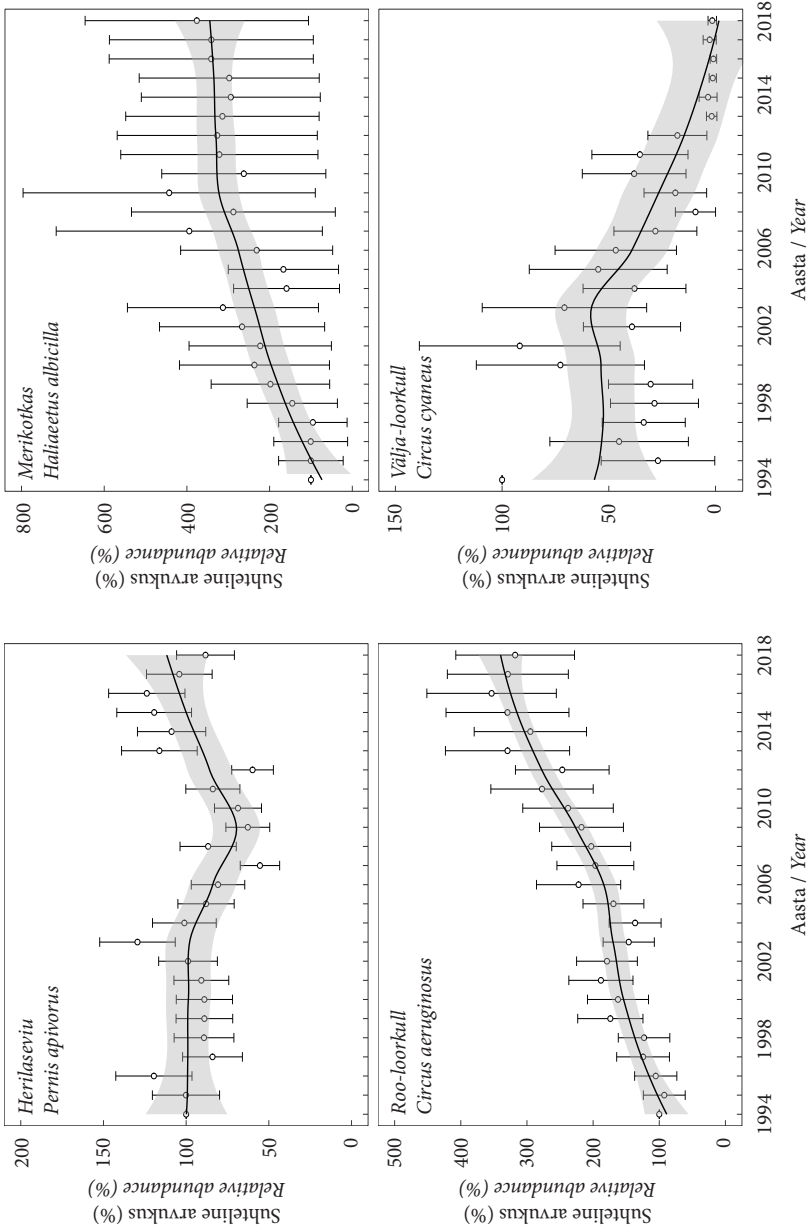 Herilaseviu
Pernis apivorus
Suhteline arvukus (%)
Relative abundance (%)
200
150
100
50
0
Merikotkas
Haliaeetus albicilla
Suhteline arvukus (%)
Relative abundance (%)
800
600
400
200
0
Roo-loorkull
Circus aeruginosus
Suhteline arvukus (%)
Relative abundance (%)
500
400
300
200
100
0
1994 1998 2002 2006 2010 2014 2018
Aasta / Year
Välja-loorkull
Circus cyaneus
Suhteline arvukus (%)
Relative abundance (%)
150
100
50
0
1994 1998 2002 2006 2010 2014 2018
Aasta / Year